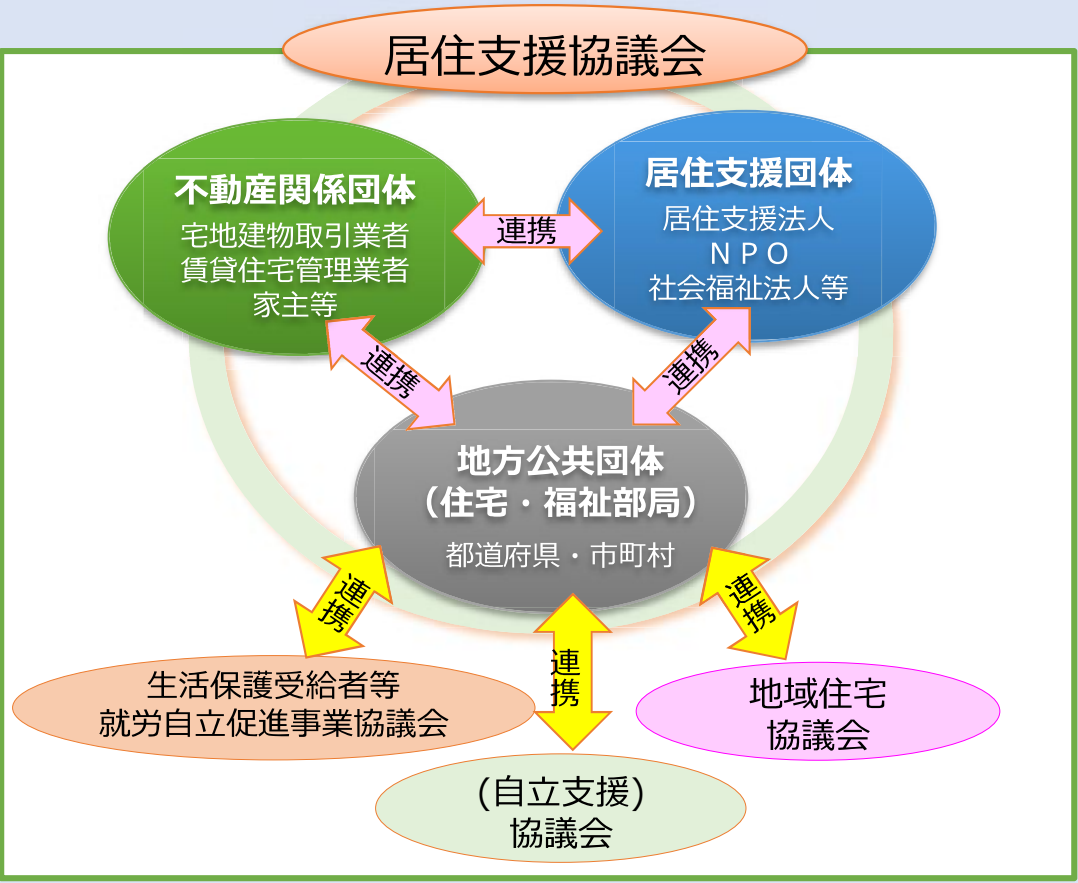 居住支援協議会
不動産関係団体
宅地建物取引業者
賃貸住宅管理業者
家主等
連携
居住支援団体
居住支援法人
ＮＰＯ
社会福祉法人等
連携
連携
地方公共団体
（住宅・福祉部局）
都道府県・市町村
連携
連携
連携
生活保護受給者等
就労自立促進事業協議会
(自立支援)
協議会
地域住宅
協議会